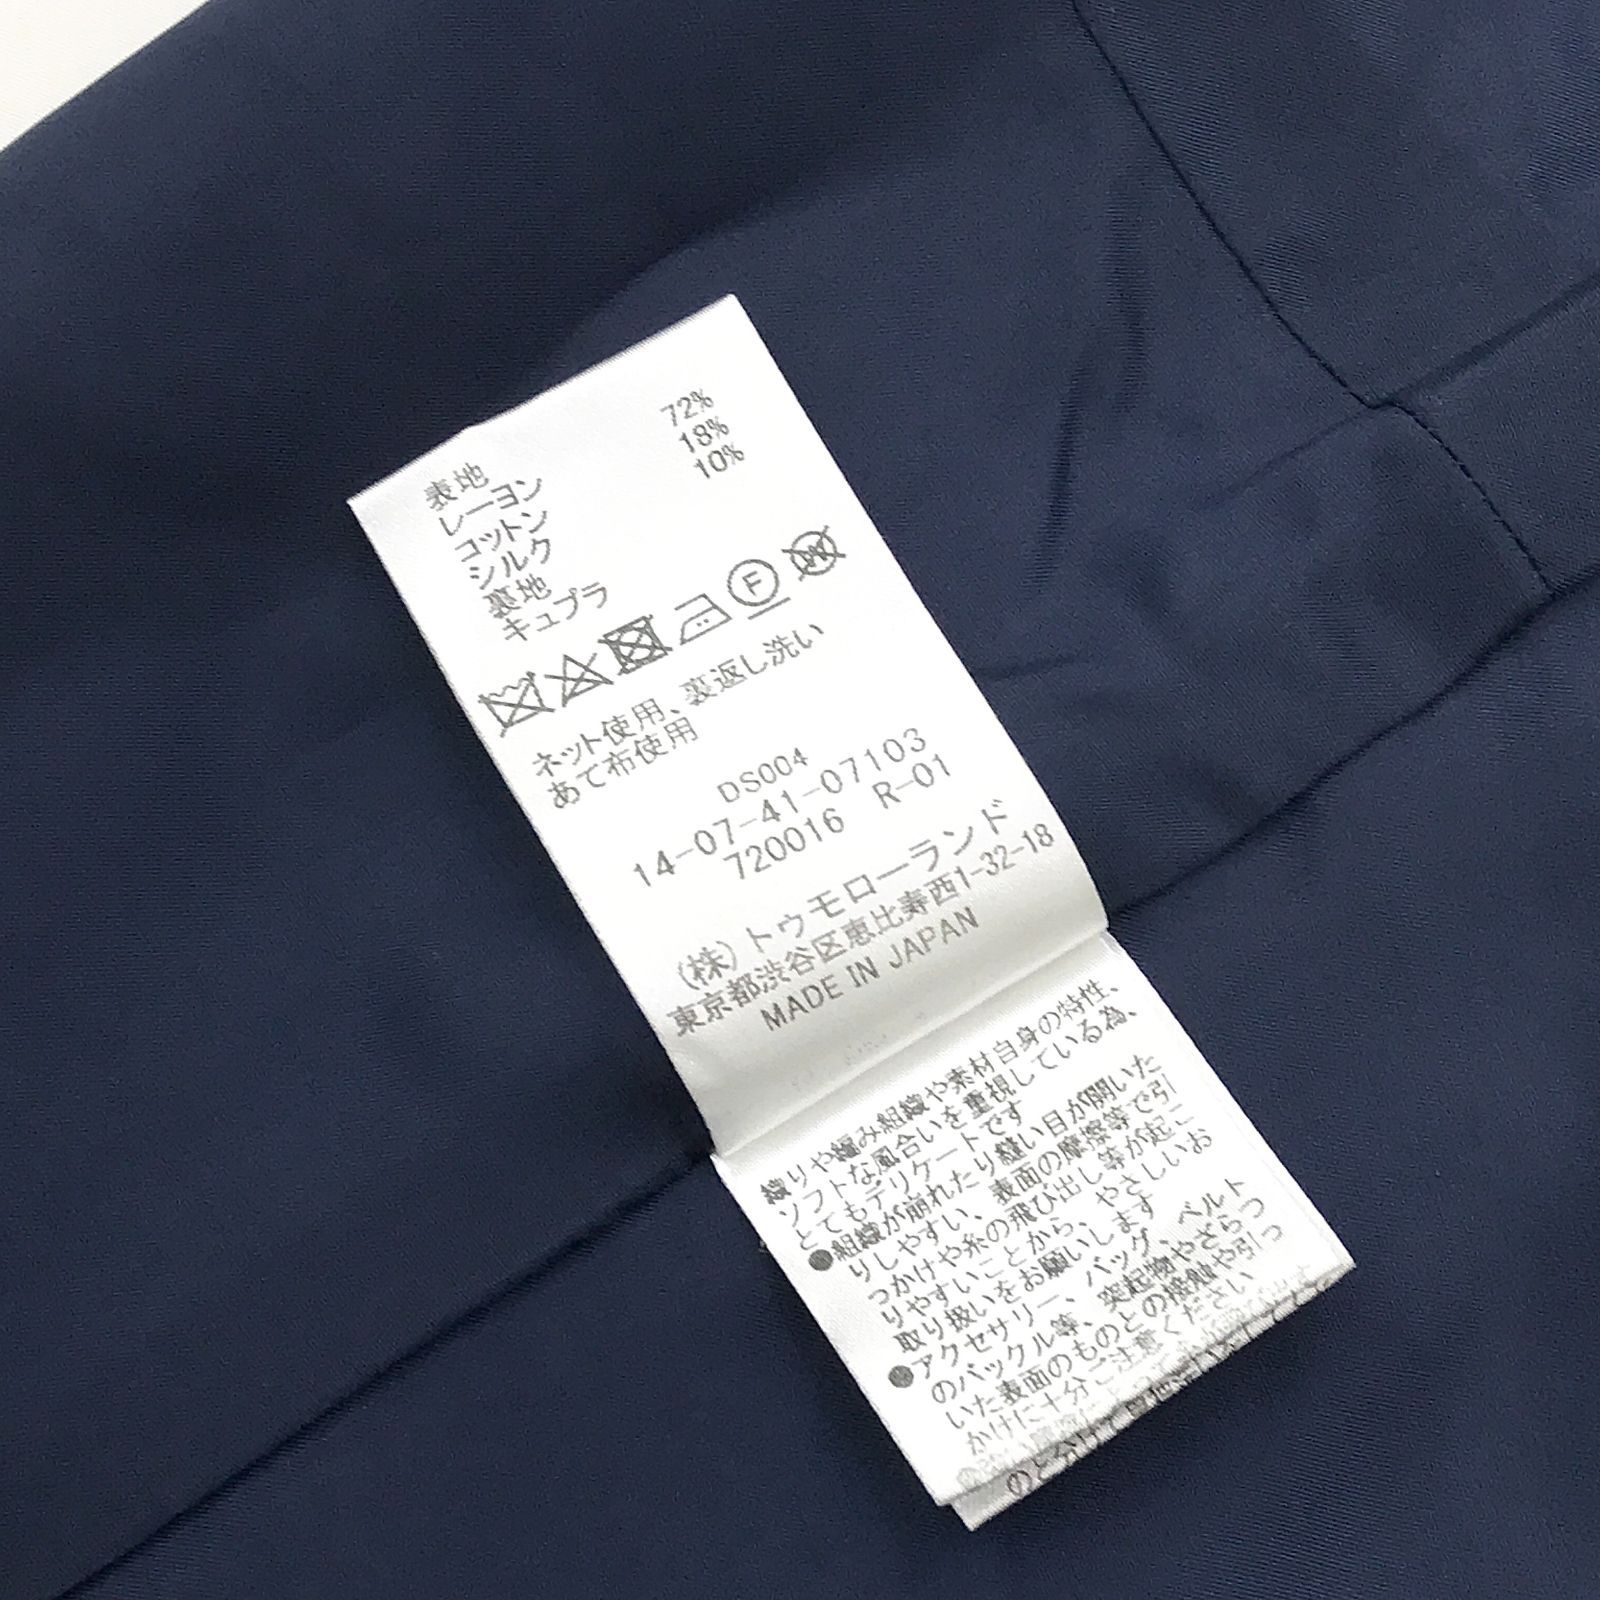 表地
レーヨン 72%
コットン 18%
シルク 10%
裏地
キュプラ
F
W
ネット使用、裏返し洗い
あて布使用
DS004
14-07-41-07103
720016 R-01
(株)トゥモローランド
東京都渋谷区恵比寿西1-32-18
MADE IN JAPAN
織りや編み組織や素材自身の特性、
ソフトな風合いを重視している為、
とてもデリケートです
●組織が崩れたり縫い目が開いた
りしやすい、表面の摩擦等で引
っかけや糸の飛び出し等が起こ
りやすいことから、やさしいお
取り扱いをお願いします
●アクセサリー、バッグ、ベルト
のバックル等、突起物やざらつ
いた表面のものとの接触や引っ
かけに十分ご注意ください